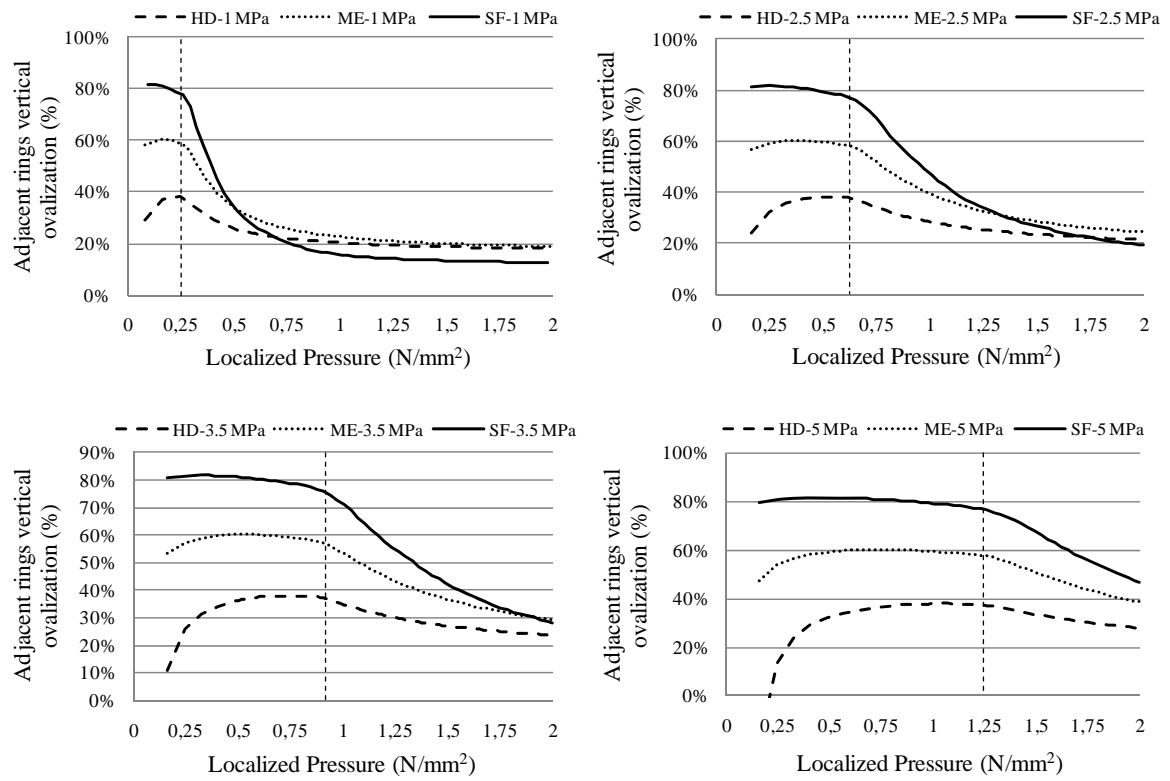 HD-1 MPa ME-1 MPa SF-1 MPa
100%
80%
60%
40%
20%
0%
0 0,25 0,5 0,75 1 1,25 1,5 1,75 2
Adjacent rings vertical
ovalization (%)
Localized Pressure (N/mm²)
HD-2.5 MPa ME-2.5 MPa SF-2.5 MPa
100%
80%
60%
40%
20%
0%
0 0,25 0,5 0,75 1 1,25 1,5 1,75 2
Adjacent rings vertical
ovalization (%)
Localized Pressure (N/mm²)
HD-3.5 MPa ME-3.5 MPa SF-3.5 MPa
90%
80%
70%
60%
50%
40%
30%
20%
10%
0%
0 0,25 0,5 0,75 1 1,25 1,5 1,75 2
Adjacent rings vertical
ovalization (%)
Localized Pressure (N/mm²)
HD-5 MPa ME-5 MPa SF-5 MPa
100%
80%
60%
40%
20%
0%
0 0,25 0,5 0,75 1 1,25 1,5 1,75 2
Adjacent rings vertical
ovalization (%)
Localized Pressure (N/mm²)